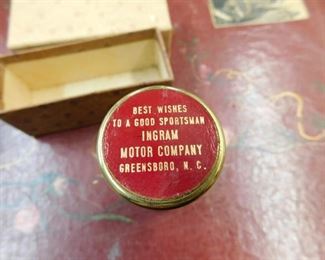 BEST WISHES
TO A GOOD SPORTSMAN
INGRAM
MOTOR COMPANY
GREENSBORO, N. C.